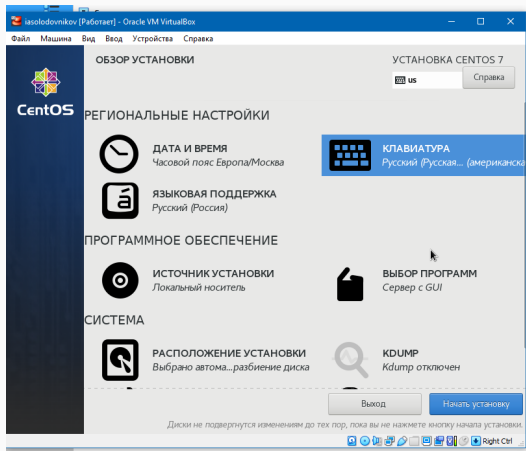 iasolodovnikov [Работает] - Oracle VM VirtualBox
Файл Машина Вид Ввод Устройства Справка
ОБЗОР УСТАНОВКИ
УСТАНОВКА CENTOS 7
us
Справка
CentOS
РЕГИОНАЛЬНЫЕ НАСТРОЙКИ
ДАТА И ВРЕМЯ
Часовой пояс Европа/Москва
КЛАВИАТУРА
Русский (Русская... (американска
á
ЯЗЫКОВАЯ ПОДДЕРЖКА
Русский (Россия)
ПРОГРАММНОЕ ОБЕСПЕЧЕНИЕ
ИСТОЧНИК УСТАНОВКИ
Локальный носитель
ВЫБОР ПРОГРАММ
Сервер с GUI
СИСТЕМА
РАСПОЛОЖЕНИЕ УСТАНОВКИ
Выбрано автома...разбиение диска
KDUMP
Kdump отключен
Выход
Начать установку
Диски не подвергнутся изменениям до тех пор, пока вы не нажмете кнопку начала установки.
Right Ctrl